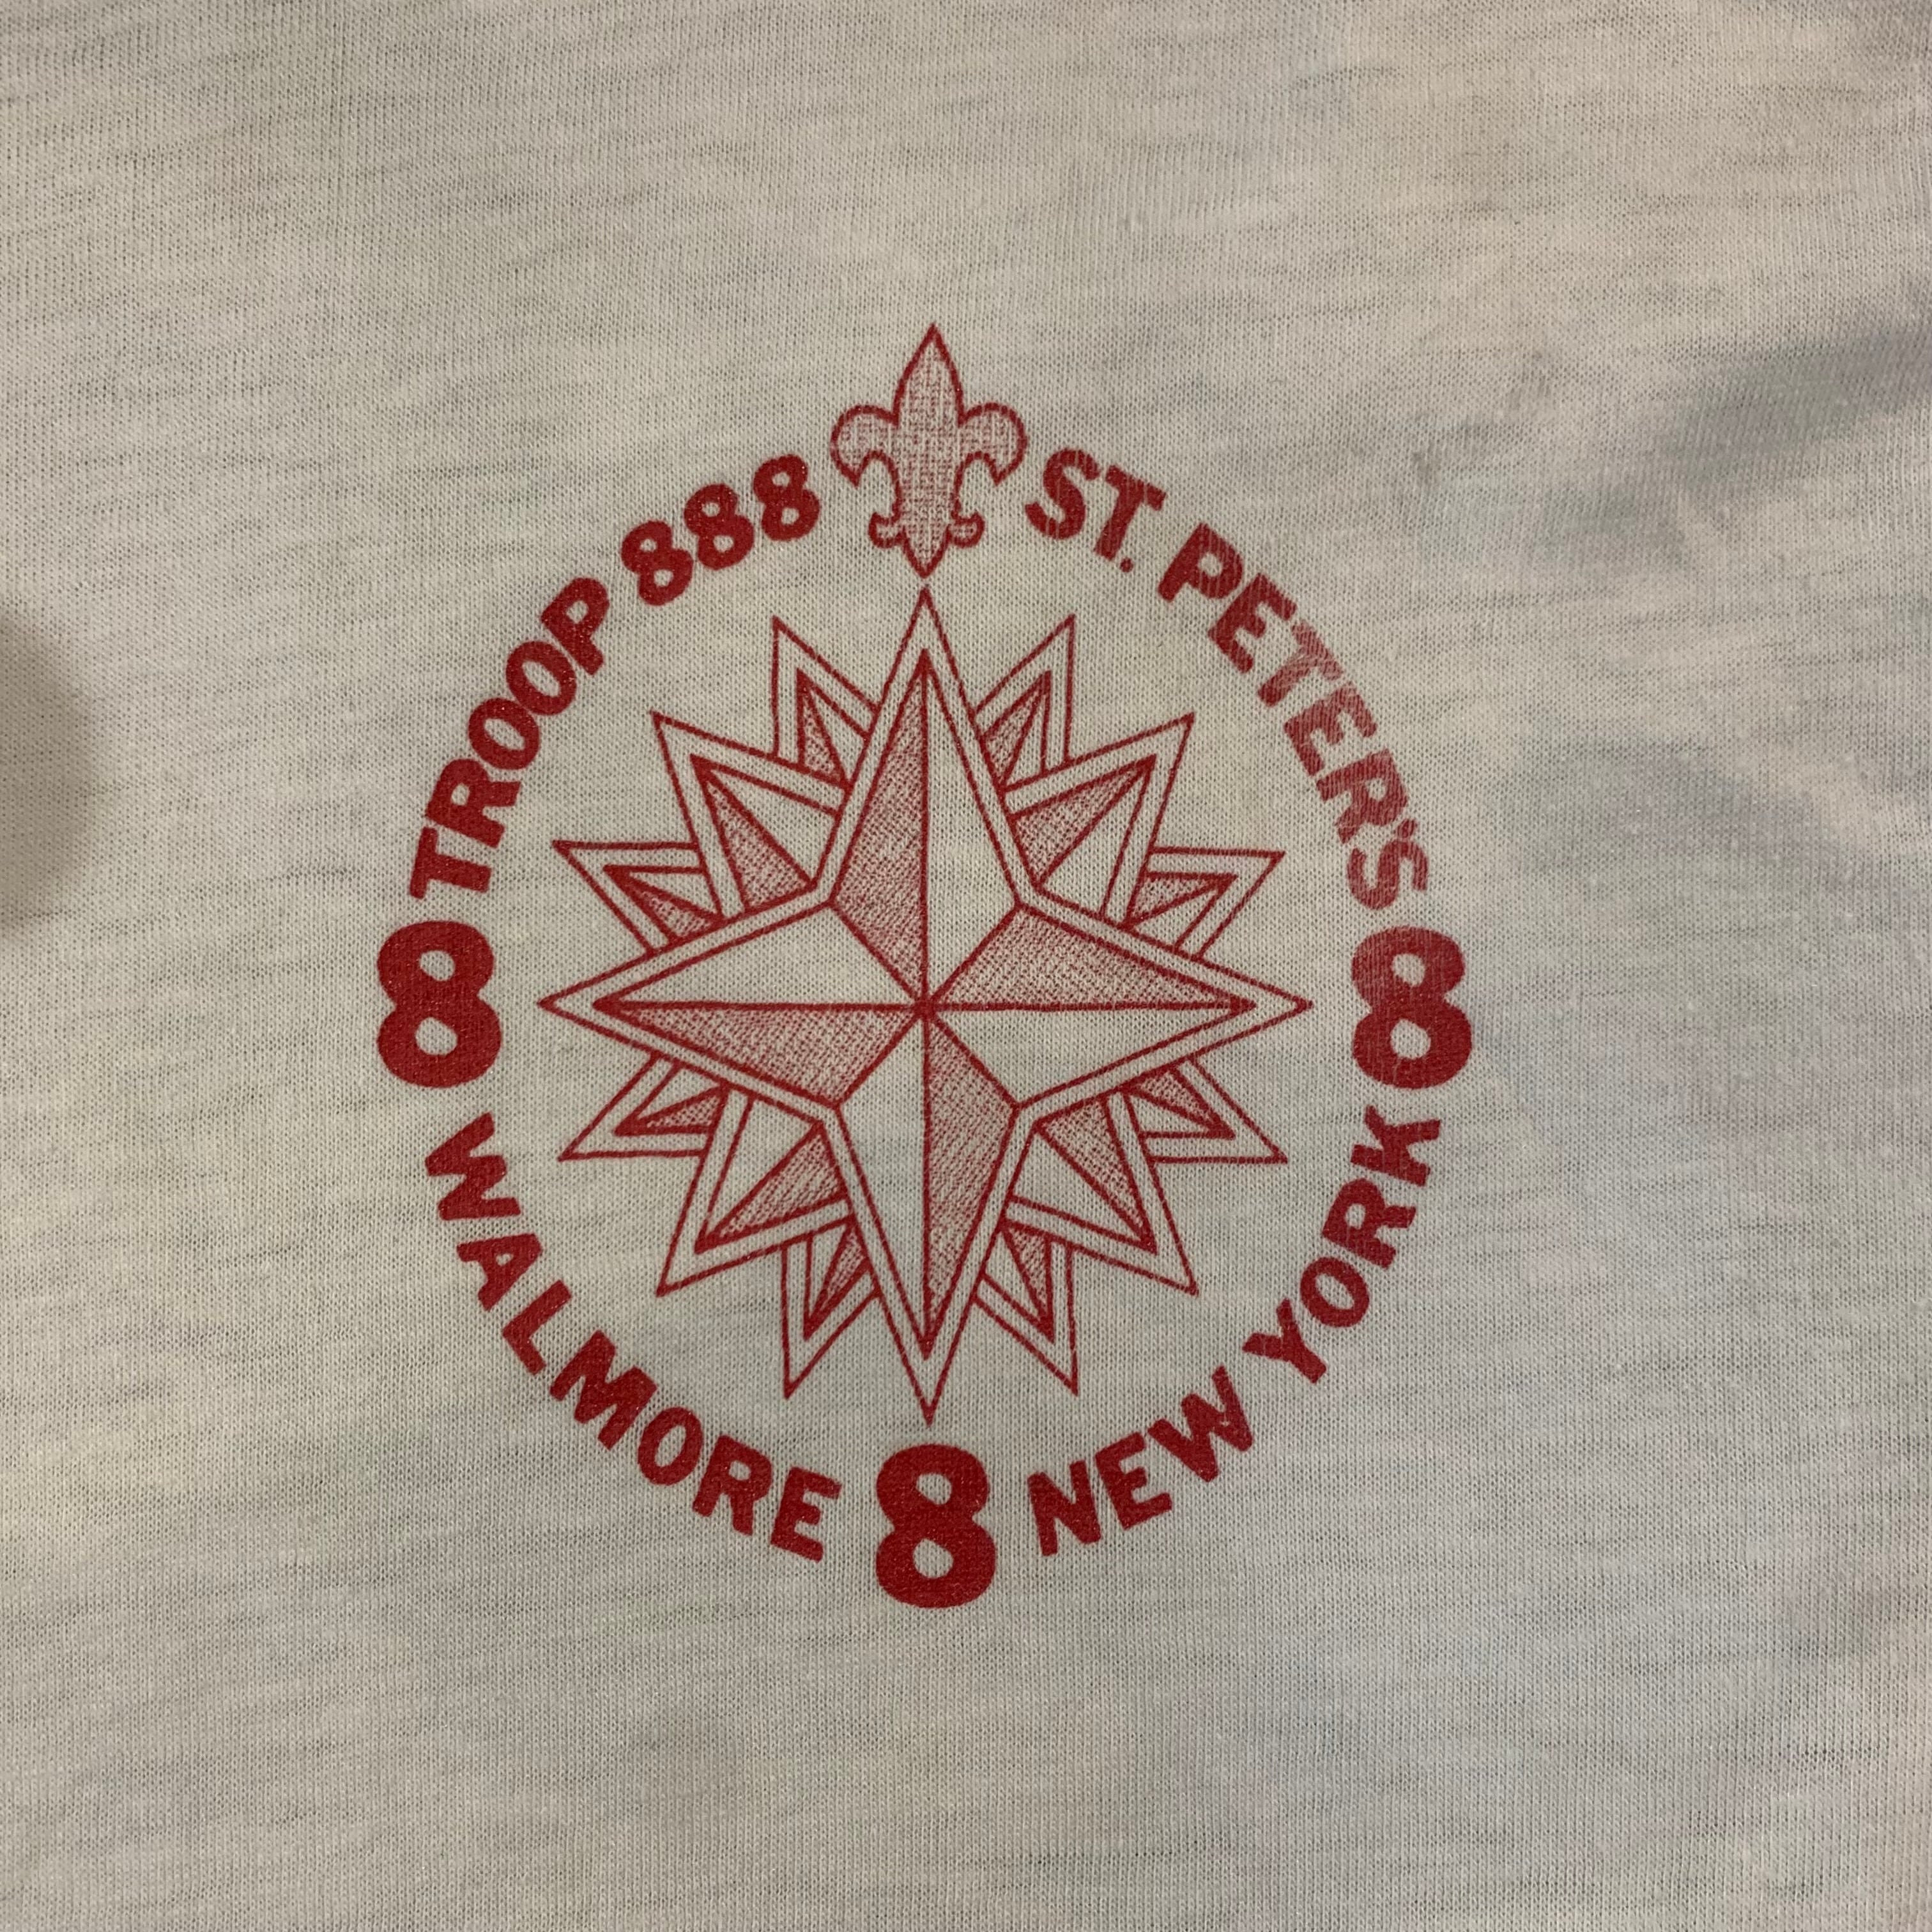 TROOP 888
ST. PETER'S
8
8
WALMORE
8
NEW YORK